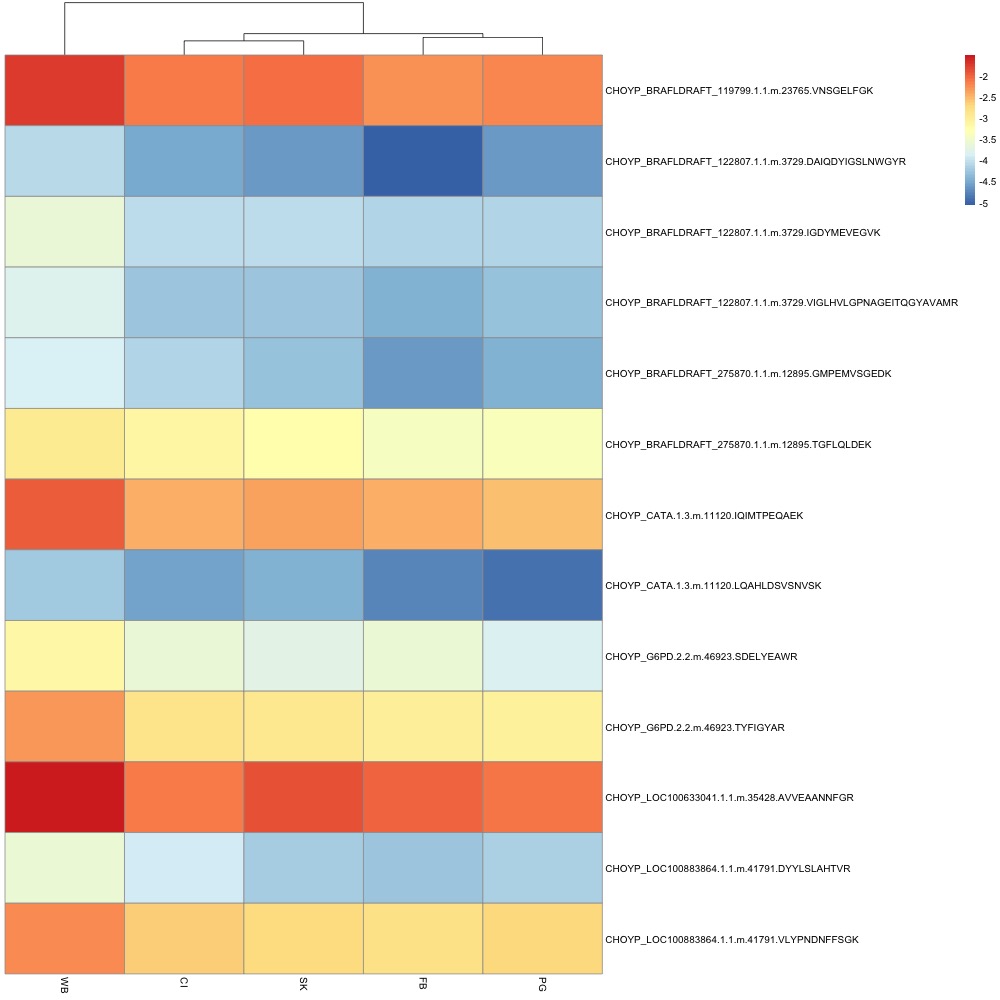 CHOYP_BRAFLDRAFT_119799.1.1.m.23765.VNSGELFGK
CHOYP_BRAFLDRAFT_122807.1.1.m.3729.DAIQDYIGSLNWGYR
CHOYP_BRAFLDRAFT_122807.1.1.m.3729.IGDYMEVEGVK
CHOYP_BRAFLDRAFT_122807.1.1.m.3729.VIGLHVLGPNAGEITQGYAVAMR
CHOYP_BRAFLDRAFT_275870.1.1.m.12895.GMPEMVSGEDK
CHOYP_BRAFLDRAFT_275870.1.1.m.12895.TGFLQLDEK
CHOYP_CATA.1.3.m.11120.IQIMTPEQAEK
CHOYP_CATA.1.3.m.11120.LQAHLDSVSNVSK
CHOYP_G6PD.2.2.m.46923.SDELYEAWR
CHOYP_G6PD.2.2.m.46923.TYFIGYAR
CHOYP_LOC100633041.1.1.m.35428.AVVEAANNFGR
CHOYP_LOC100883864.1.1.m.41791.DYYLSLAHTVR
CHOYP_LOC100883864.1.1.m.41791.VLYPNDNFFSGK
WB
CI
SK
FB
PG
-2
-2.5
-3
-3.5
-4
-4.5
-5